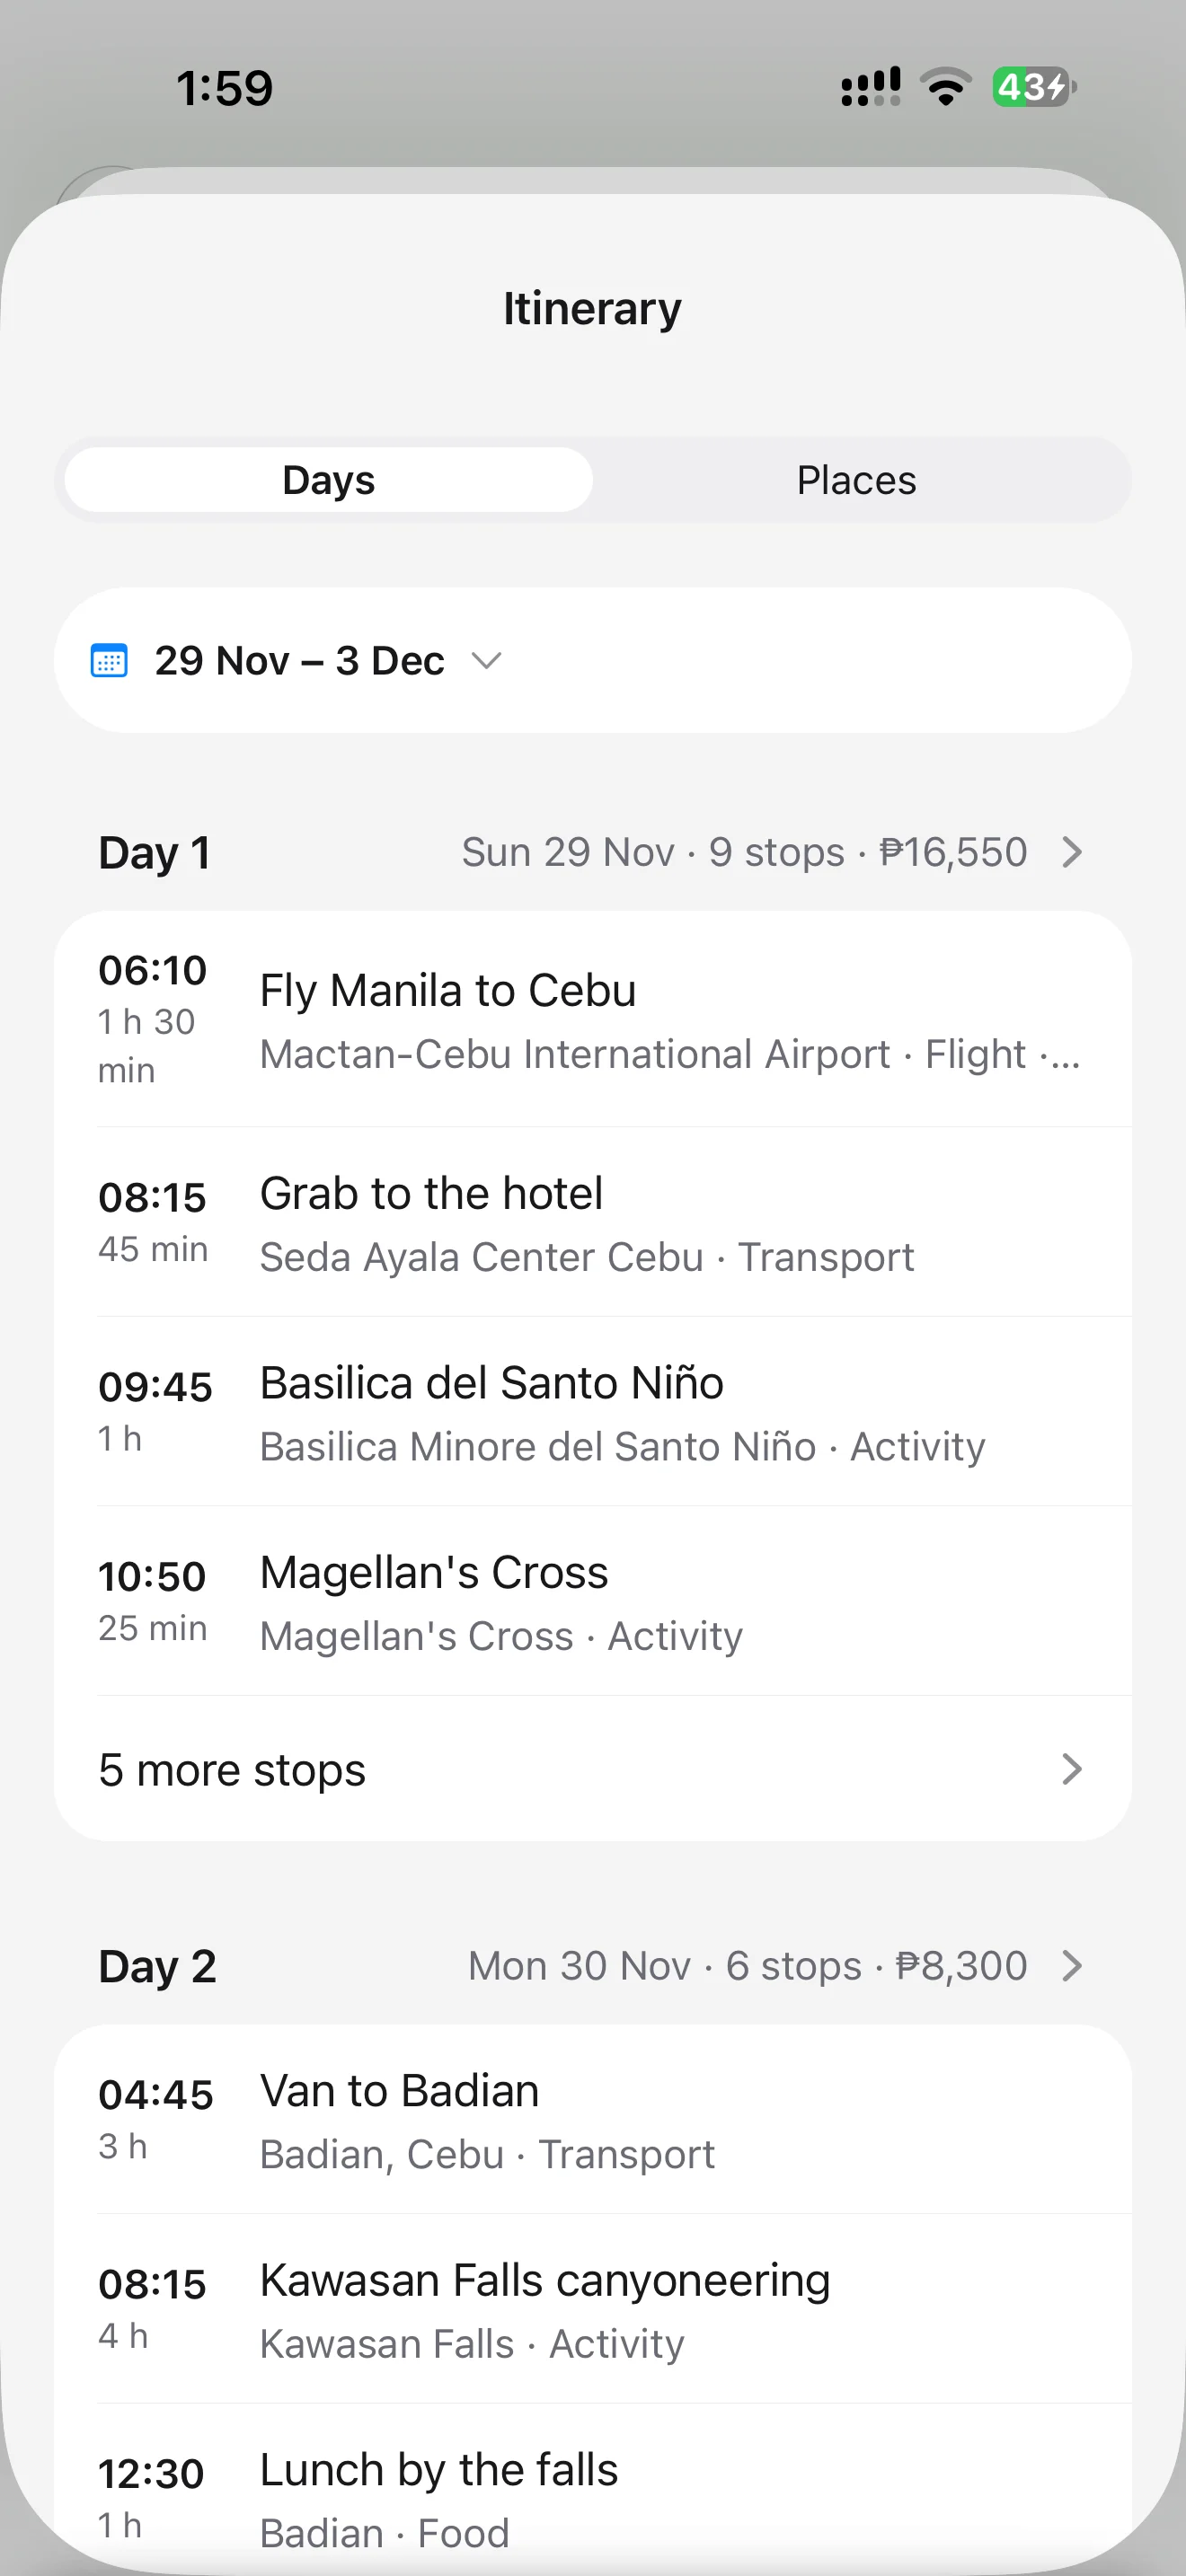 1:59
43
Itinerary
Days
Places
29 Nov – 3 Dec
Day 1
Sun 29 Nov · 9 stops · ₱16,550
06:10
1 h 30
min
Fly Manila to Cebu
Mactan-Cebu International Airport · Flight ·...
08:15
45 min
Grab to the hotel
Seda Ayala Center Cebu · Transport
09:45
1 h
Basilica del Santo Niño
Basilica Minore del Santo Niño · Activity
10:50
25 min
Magellan's Cross
Magellan's Cross · Activity
5 more stops
Day 2
Mon 30 Nov · 6 stops · ₱8,300
04:45
3 h
Van to Badian
Badian, Cebu · Transport
08:15
4 h
Kawasan Falls canyoneering
Kawasan Falls · Activity
12:30
1 h
Lunch by the falls
Badian · Food